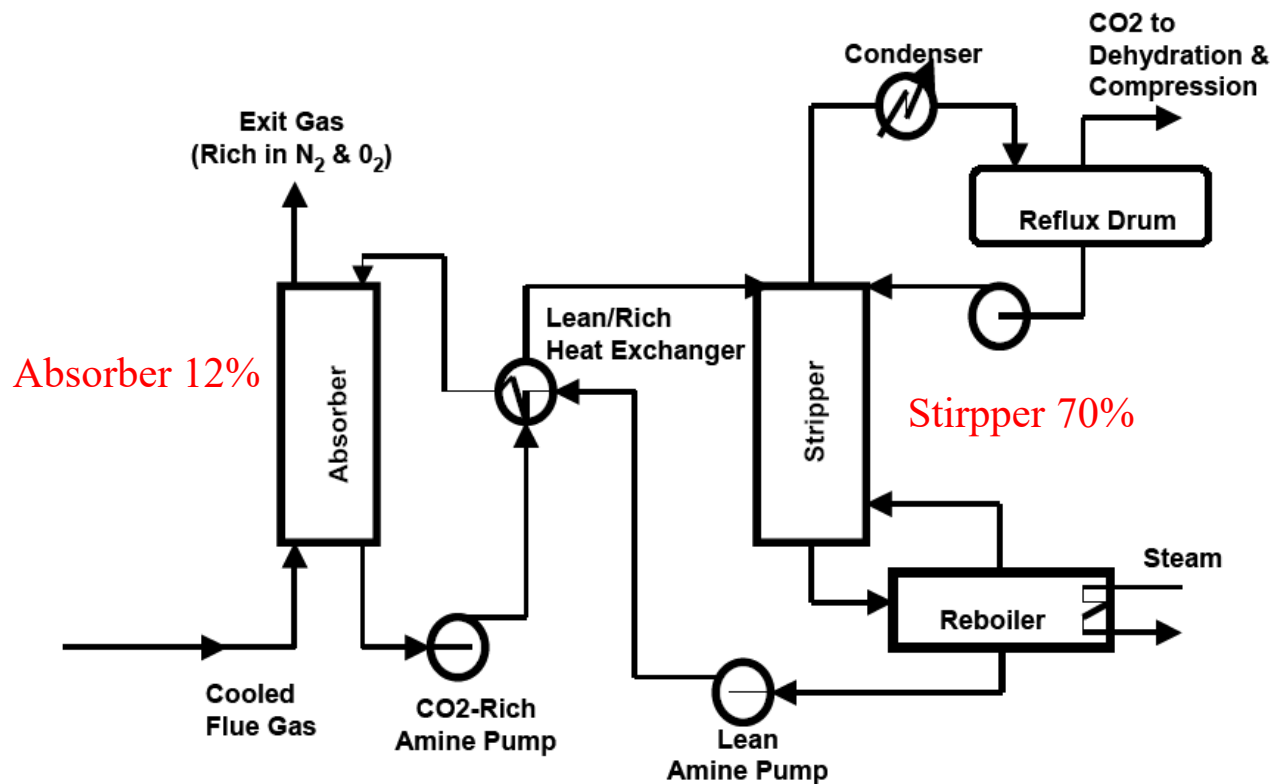 CO2 to
Dehydration &
Compression
Condenser
Exit Gas
(Rich in N2 & 02)
Reflux Drum
Lean/Rich
Heat Exchanger
Absorber 12%
Absorber
Stripper
Stirpper 70%
Steam
Reboiler
Cooled
Flue Gas
CO2-Rich
Amine Pump
Lean
Amine Pump